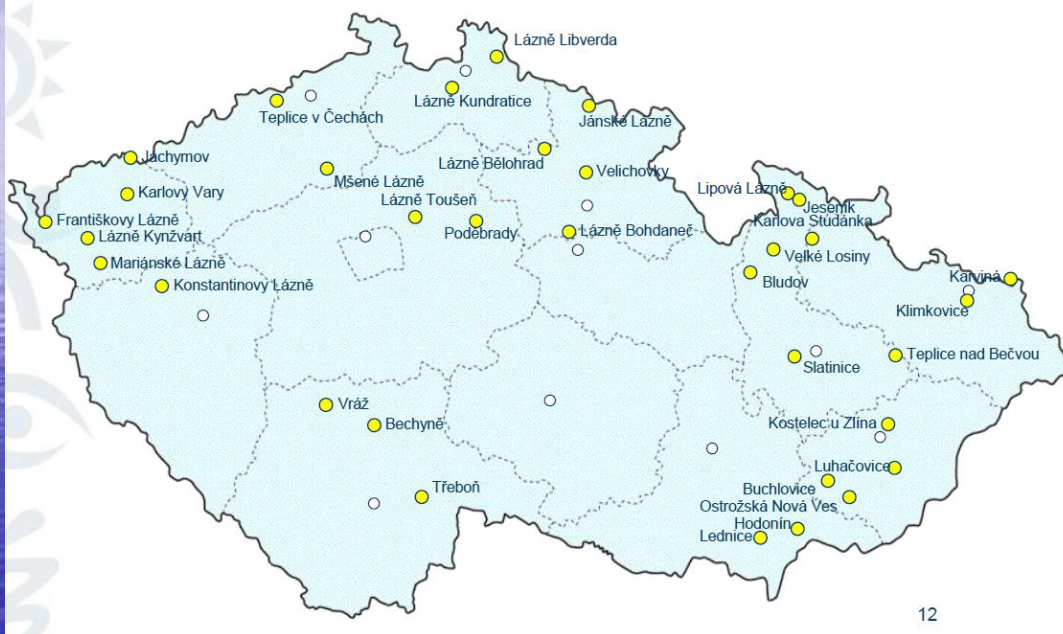 Lázně Libverda
Lázně Kundratice
Teplice v Čechách
Jánské Lázně
Jáchymov
Lázně Bělohrad
Mšené Lázně
Velichovky
Karlovy Vary
Lipová Lázně
Lázně Toušeň
Jeseník
Františkovy Lázně
Poděbrady
Karlova Studánka
Lázně Bohdaneč
Lázně Kynžvart
Velké Losiny
Mariánské Lázně
Bludov
Karviná
Konstantinovy Lázně
Klimkovice
Teplice nad Bečvou
Slatinice
Vráž
Bechyně
Kostelec u Zlína
Luhačovice
Třeboň
Buchlovice
Ostrožská Nová Ves
Hodonín
Lednice
12